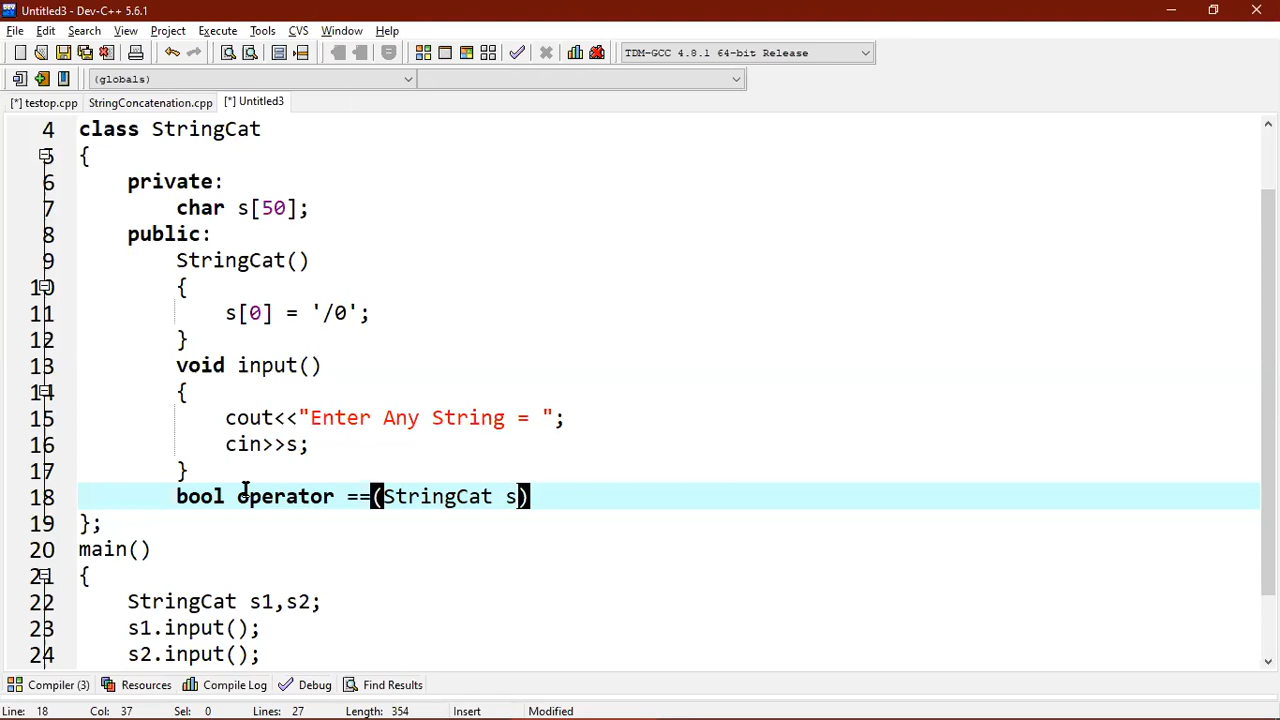 Untitled3 - Dev-C++ 5.6.1
File Edit Search View Project Execute Tools CVS Window Help
TDM-GCC 4.8.1 64-bit Release
(globals)
[*] testop.cpp StringConcatenation.cpp [*] Untitled3
4 class StringCat
5 {
6 private:
7 char s[50];
8 public:
9 StringCat()
10 {
11 s[0] = '/0';
12 }
13 void input()
14 {
15 cout<<"Enter Any String = ";
16 cin>>s;
17 }
18 bool operator ==(StringCat s)
19 };
20 main()
21 {
22 StringCat s1,s2;
23 s1.input();
24 s2.input();
Compiler (3) Resources Compile Log Debug Find Results
Line: 18 Col: 37 Sel: 0 Lines: 27 Length: 354 Insert Modified